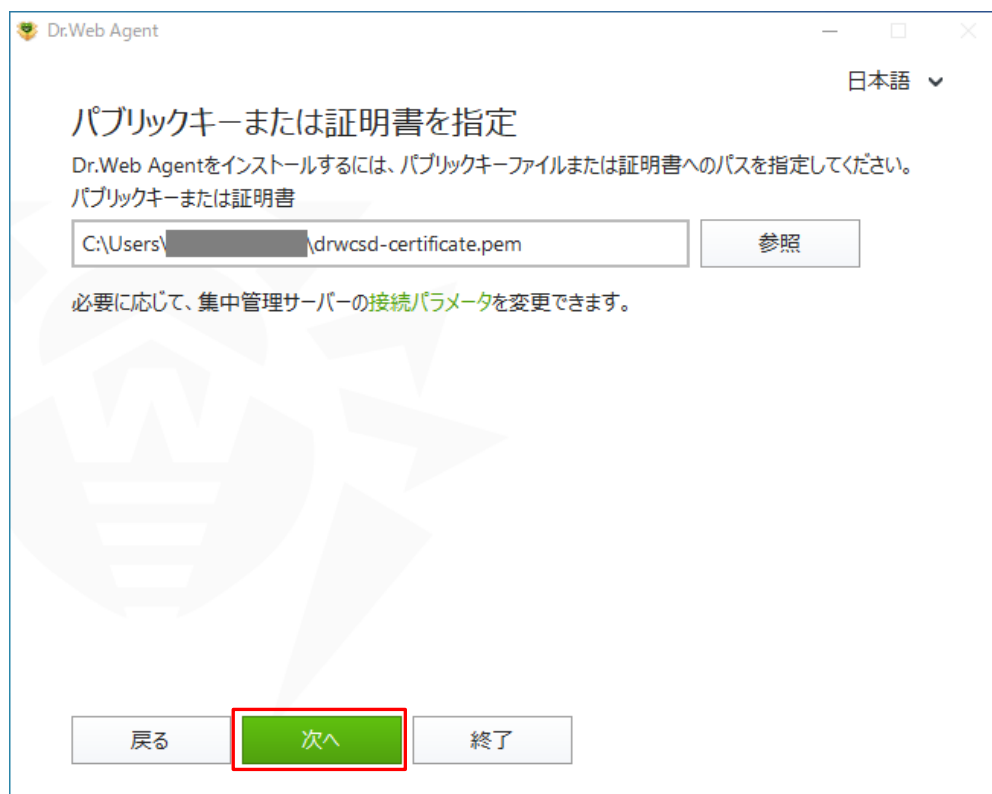 Dr.Web Agent
日本語
パブリックキーまたは証明書を指定
Dr.Web Agentをインストールするには、パブリックキーファイルまたは証明書へのパスを指定してください。
パブリックキーまたは証明書
C:\Users\ \drwcsd-certificate.pem
参照
必要に応じて、集中管理サーバーの接続パラメータを変更できます。
戻る
次へ
終了